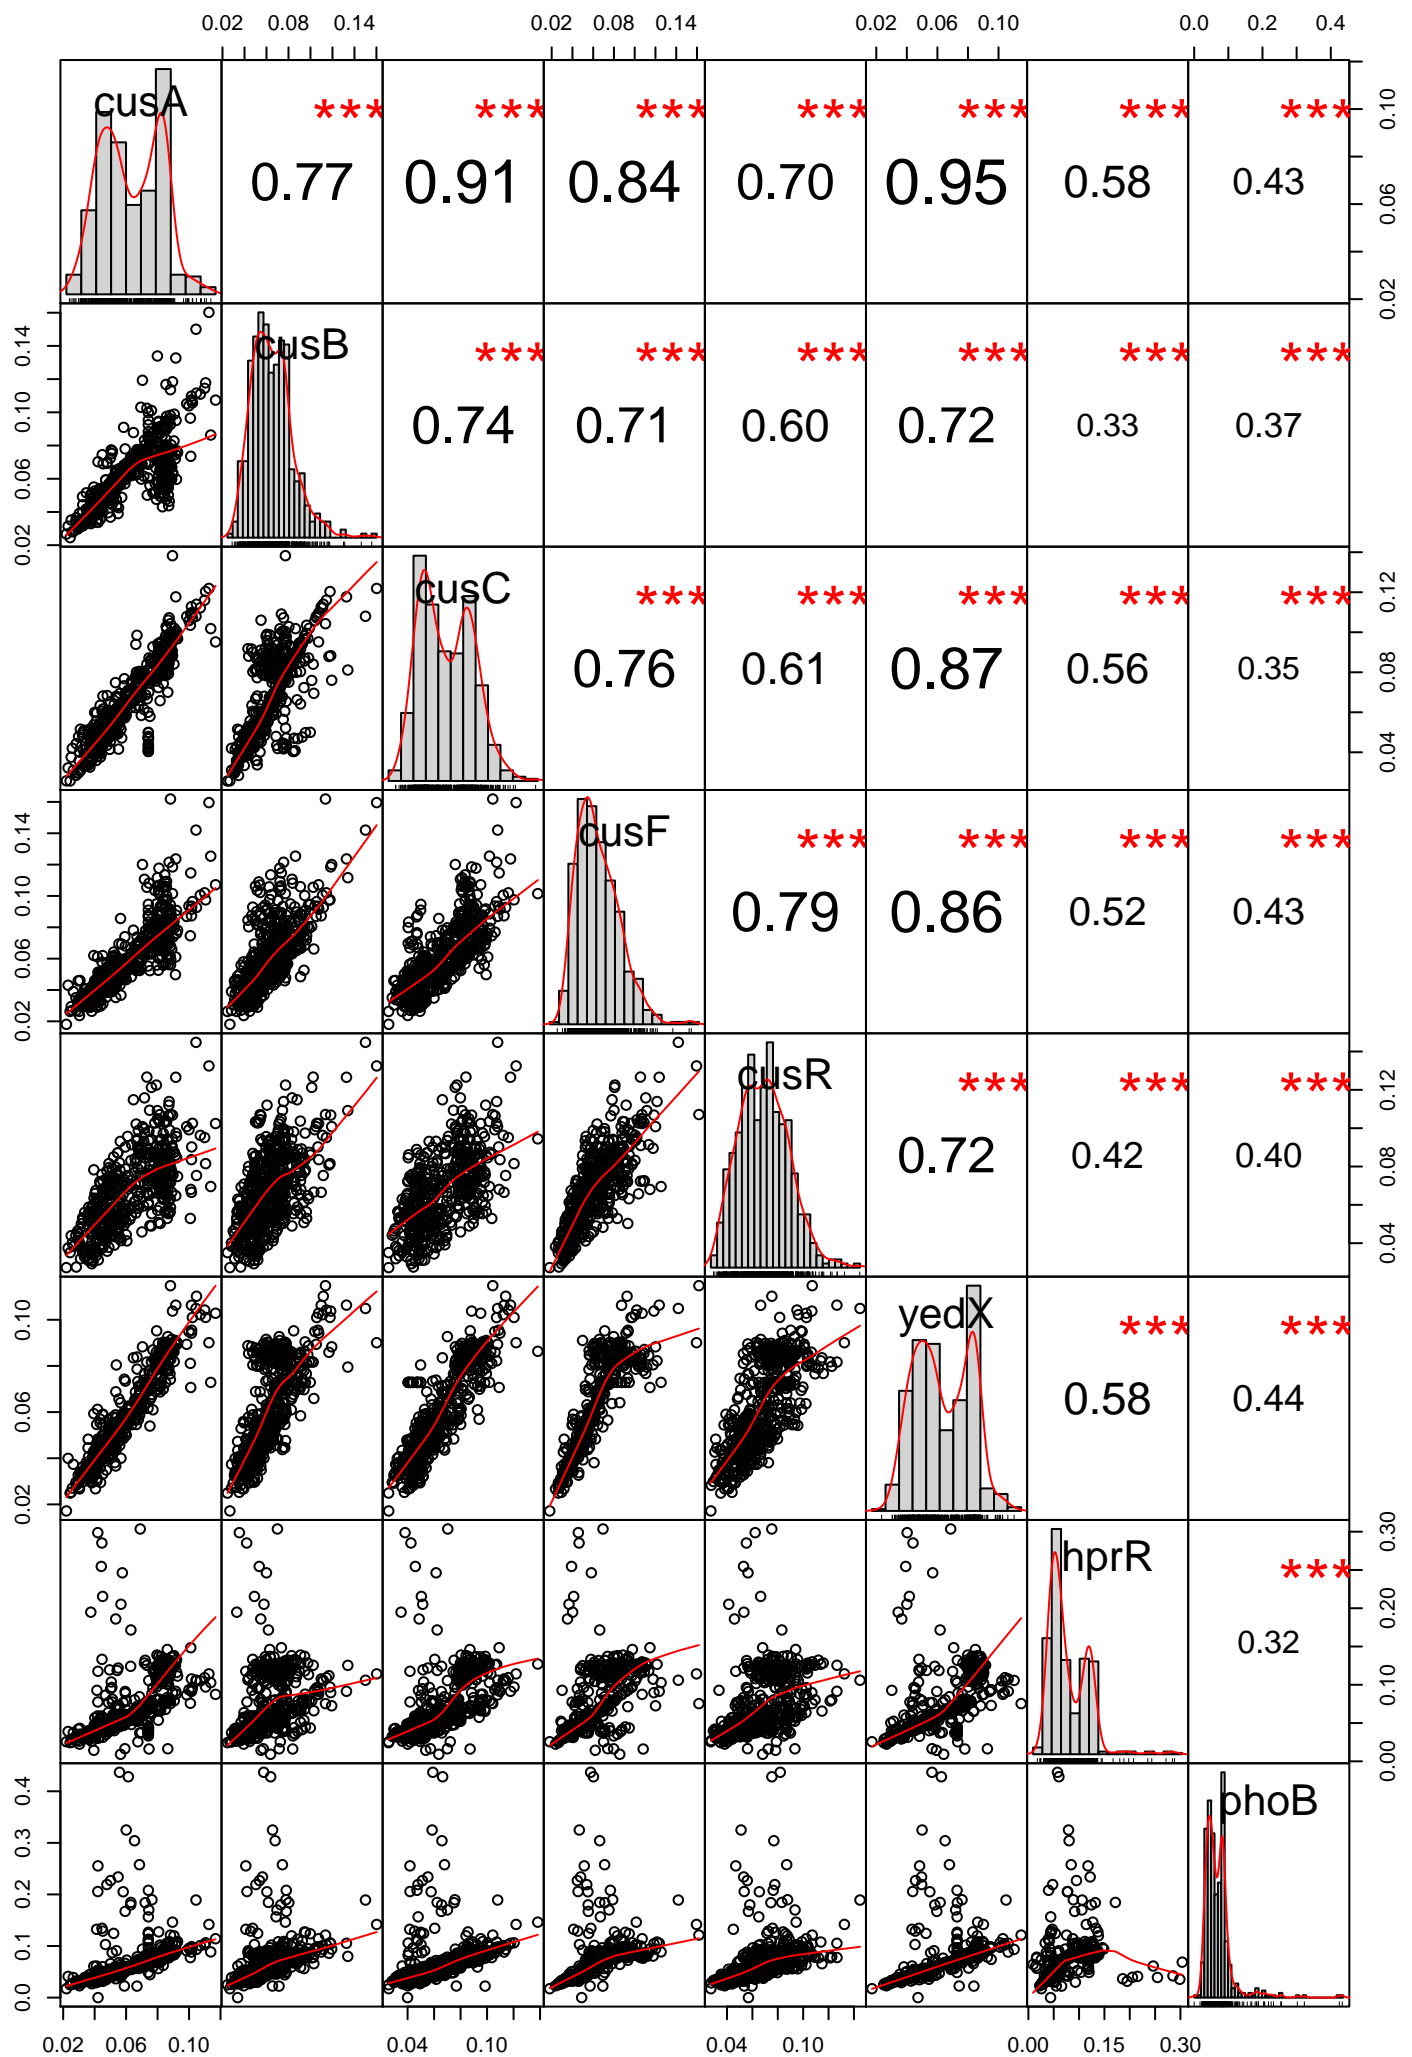 0.02 0.08 0.14 0.02 0.08 0.14 0.02 0.06 0.10 0.0 0.2 0.4
cusA *** *** *** *** *** *** *** 0.10
0.77 0.91 0.84 0.70 0.95 0.58 0.43 0.06
0.02
0.14 cusB *** *** *** *** *** ***
0.10 0.74 0.71 0.60 0.72 0.33 0.37
0.06
0.02
cusC *** *** *** *** *** 0.12
0.76 0.61 0.87 0.56 0.35 0.08
0.04
0.14 cusF *** *** *** ***
0.10 0.79 0.86 0.52 0.43
0.06
0.02
cusR *** *** *** 0.12
0.72 0.42 0.40 0.08
0.04
0.10 yedX *** ***
0.06 0.58 0.44
0.02
hprR *** 0.30
0.20
0.32
0.10
0.00
0.4 phoB
0.3
0.2
0.1
0.0
0.02 0.06 0.10 0.04 0.10 0.04 0.10 0.00 0.15 0.30